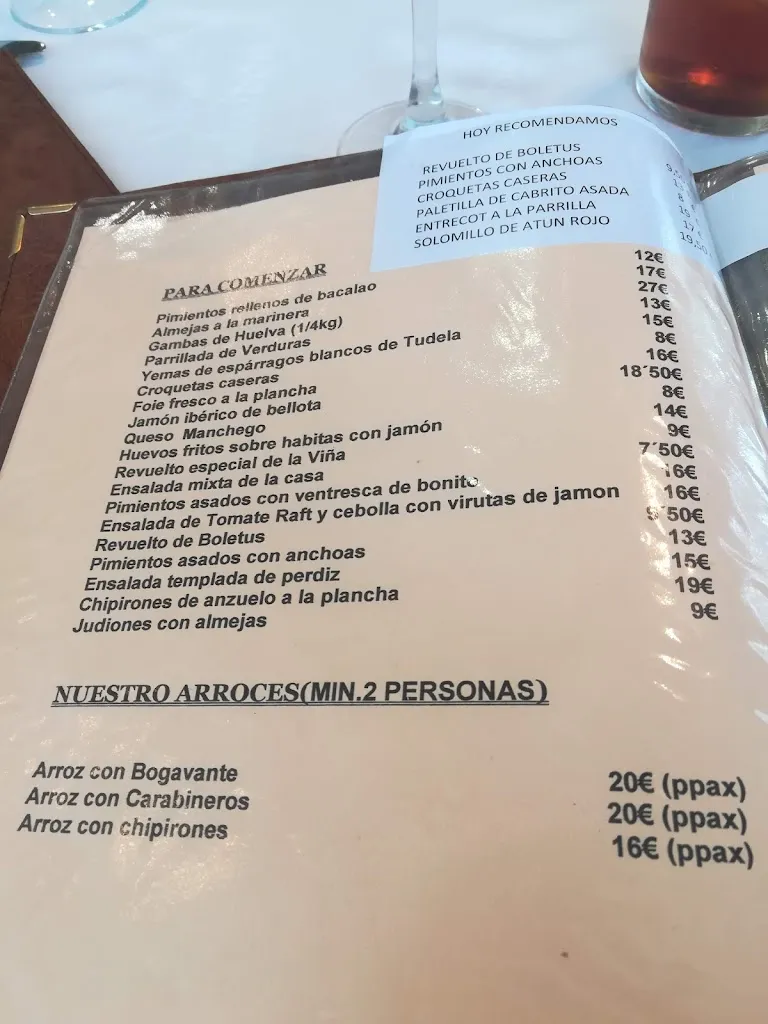 HOY RECOMENDAMOS
REVUELTO DE BOLETUS
PIMIENTOS CON ANCHOAS
CROQUETAS CASERAS 8
PALETILLA DE CABRITO ASADA
ENTRECOT A LA PARRILLA 17
SOLOMILLO DE ATUN ROJO 19,50
PARA COMENZAR
Pimientos rellenos de bacalao 12€
Almejas a la marinera 17€
Gambas de Huelva (1/4kg) 27€
Parrillada de Verduras 13€
Yemas de espárragos blancos de Tudela 15€
Croquetas caseras 8€
Foie fresco a la plancha 16€
Jamón ibérico de bellota 18´50€
Queso Manchego 8€
Huevos fritos sobre habitas con jamón 14€
Revuelto especial de la Viña 9€
Ensalada mixta de la casa 7´50€
Pimientos asados con ventresca de bonito 16€
Ensalada de Tomate Raft y cebolla con virutas de jamon 16€
Revuelto de Boletus 9´50€
Pimientos asados con anchoas 13€
Ensalada templada de perdiz 15€
Chipirones de anzuelo a la plancha 19€
Judiones con almejas 9€
NUESTRO ARROCES(MIN.2 PERSONAS)
Arroz con Bogavante 20€ (ppax)
Arroz con Carabineros 20€ (ppax)
Arroz con chipirones 16€ (ppax)